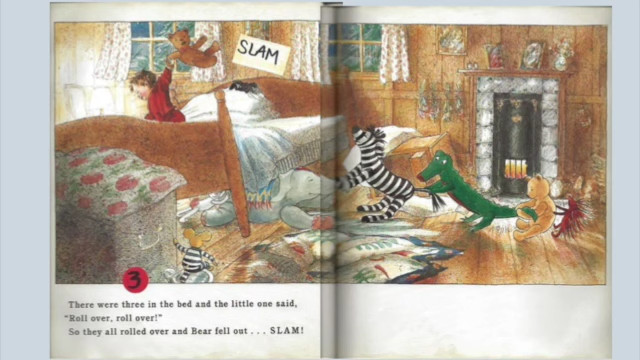 SLAM
3
There were three in the bed and the little one said,
"Roll over, roll over!"
So they all rolled over and Bear fell out . . . SLAM!